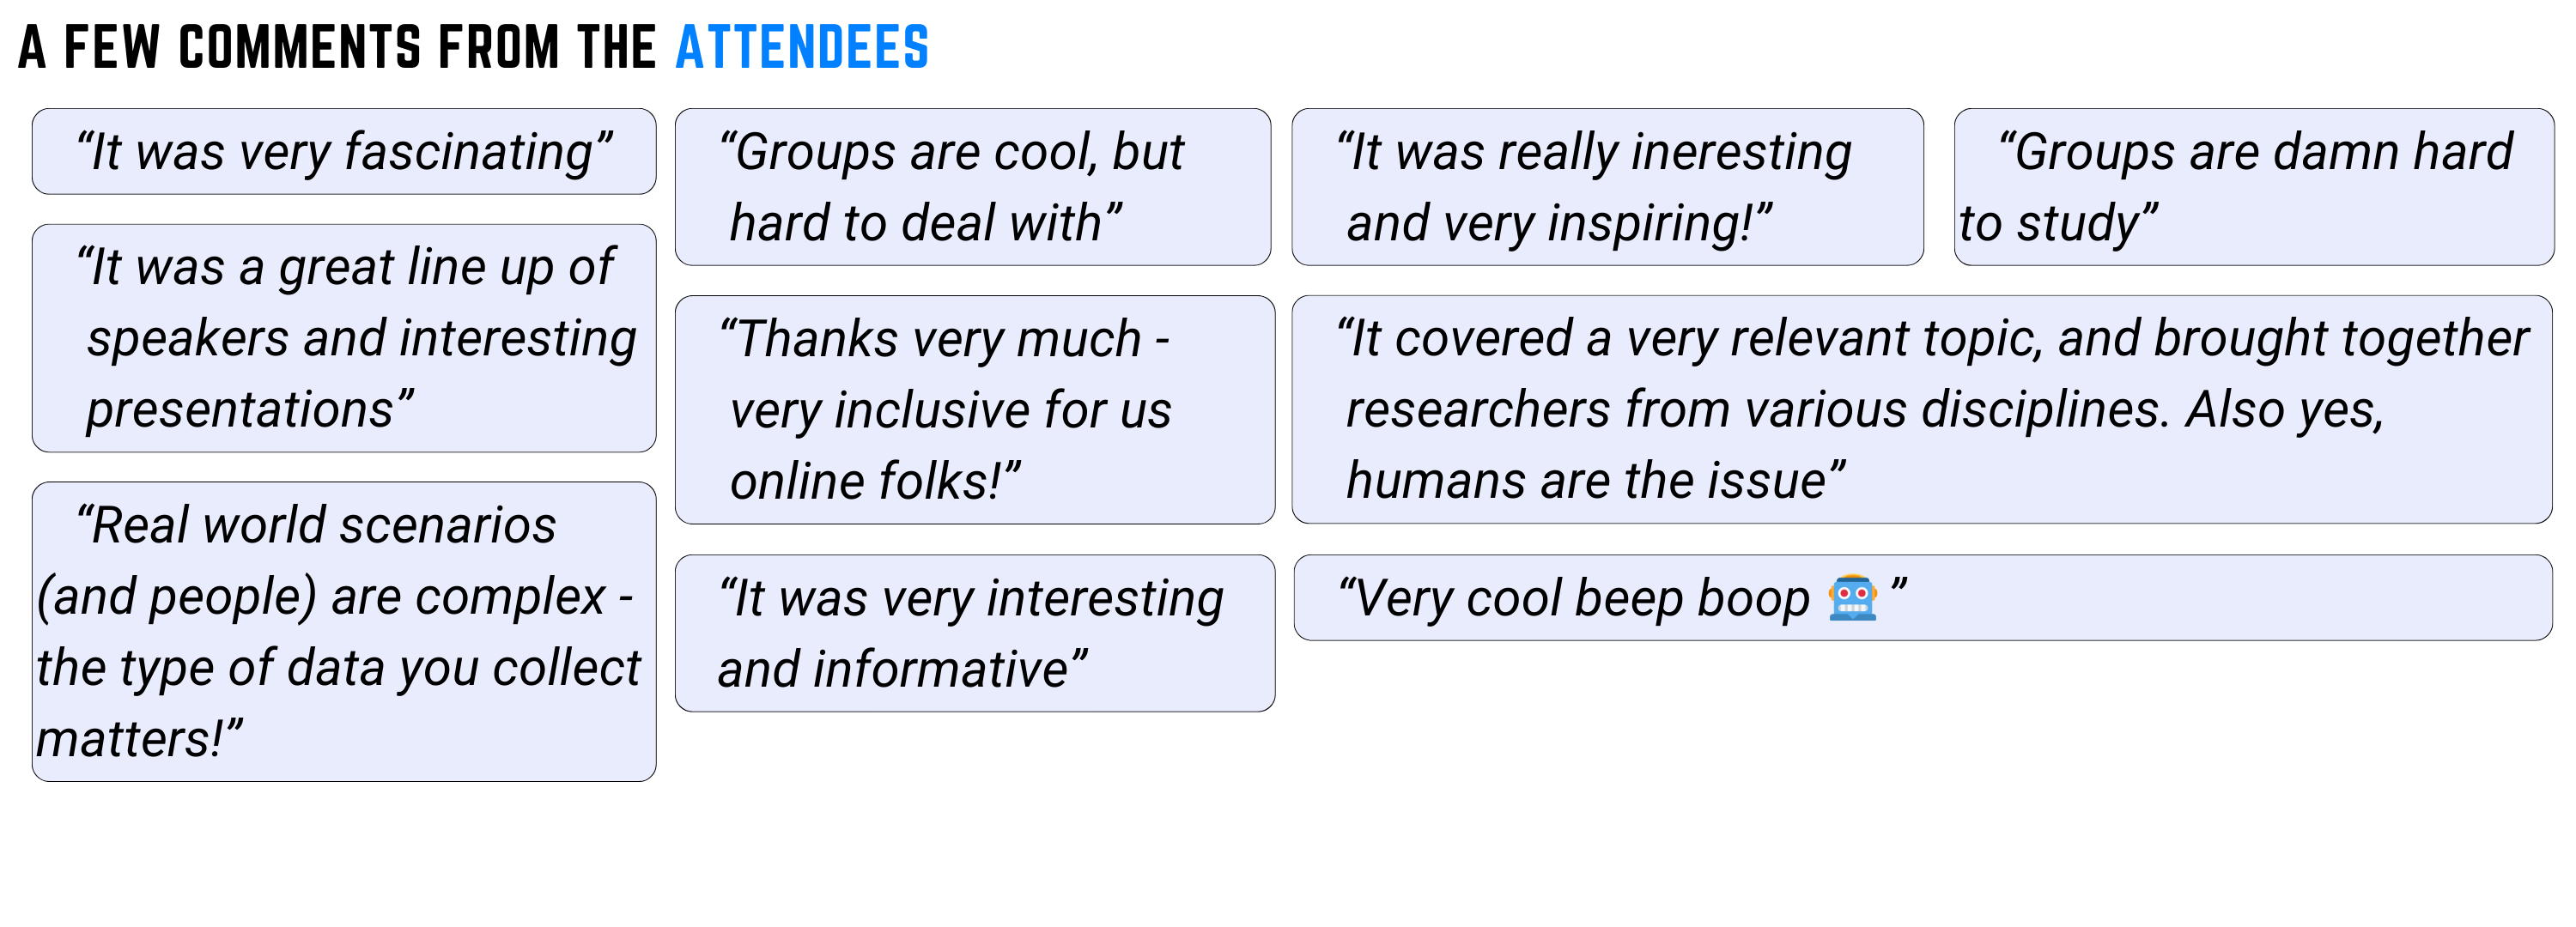 A FEW COMMENTS FROM THE ATTENDEES
“It was very fascinating”
“It was a great line up of
speakers and interesting
presentations”
“Real world scenarios
(and people) are complex -
the type of data you collect
matters!”
“Groups are cool, but
hard to deal with”
“Thanks very much -
very inclusive for us
online folks!”
“It was very interesting
and informative”
“It was really ineresting
and very inspiring!”
“Groups are damn hard
to study”
“It covered a very relevant topic, and brought together
researchers from various disciplines. Also yes,
humans are the issue”
“Very cool beep boop 🤖 ”